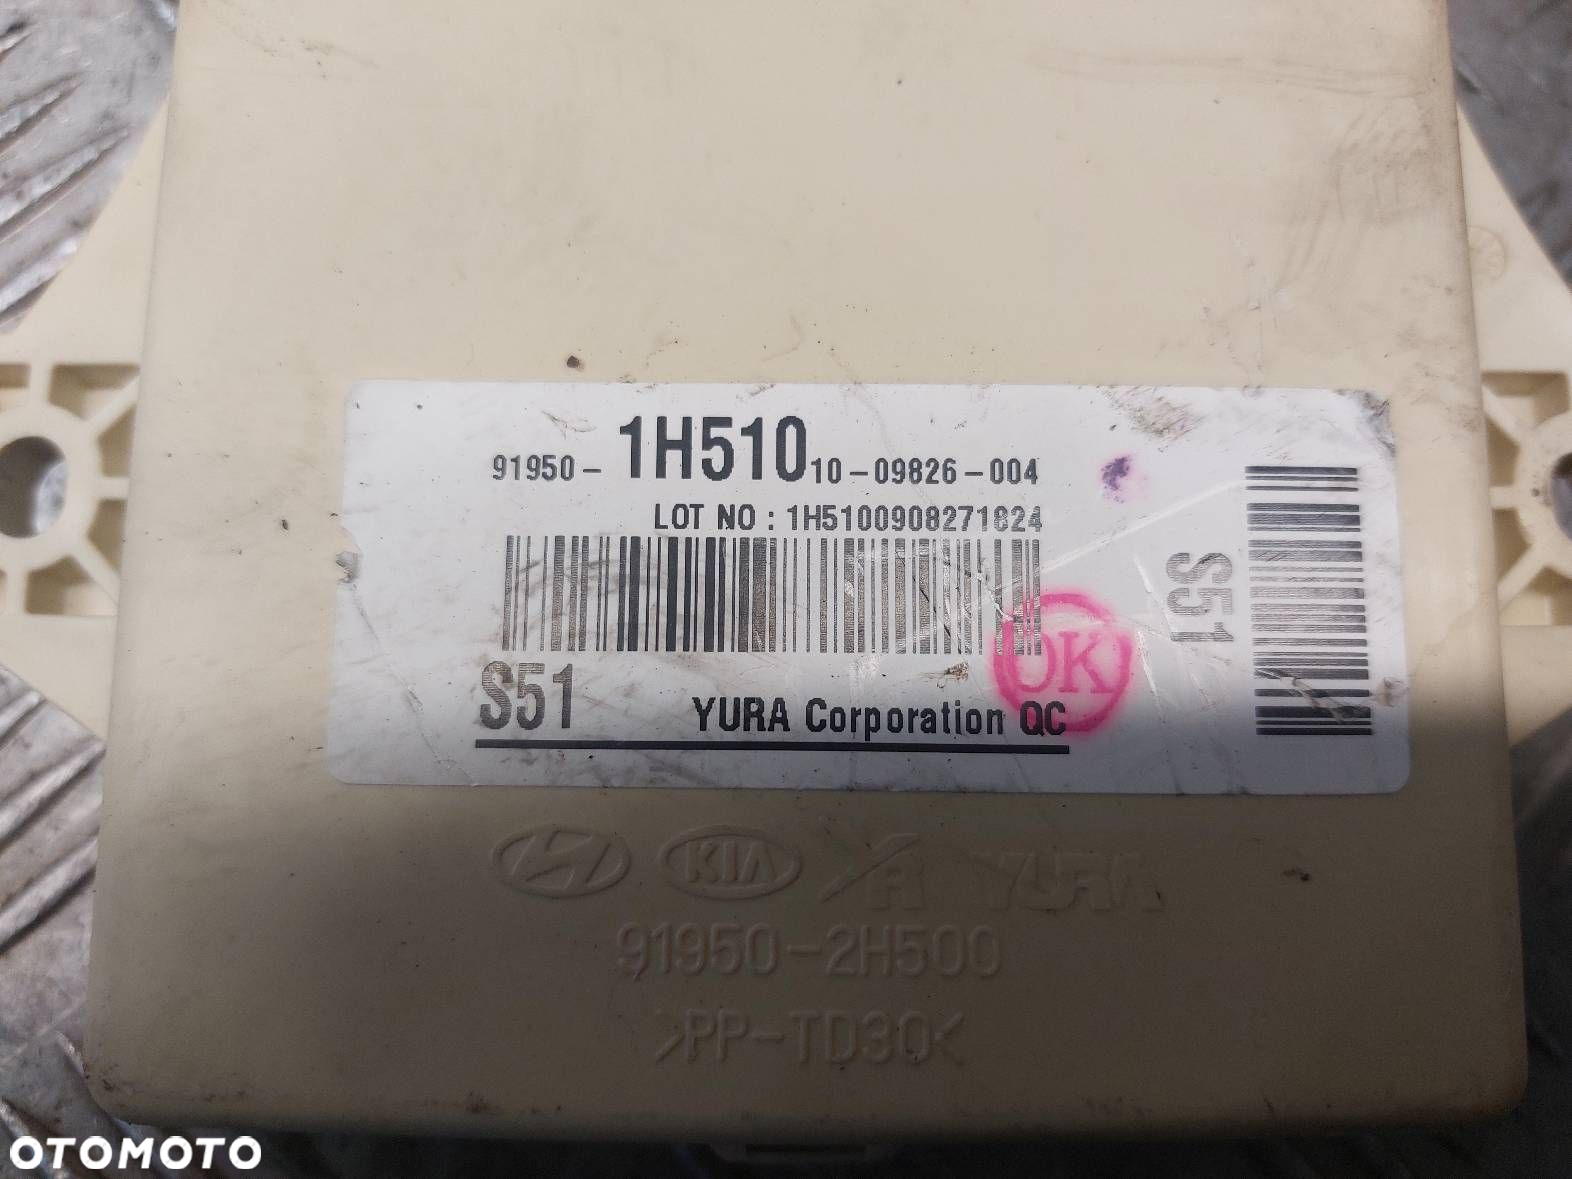 91950- 1H510 10-09826-004
LOT NO : 1H5100908271824
S51
YURA Corporation QC
OK
S51
KIA YURA
91950-2H500
>PP-TD30<
OTOMOTO